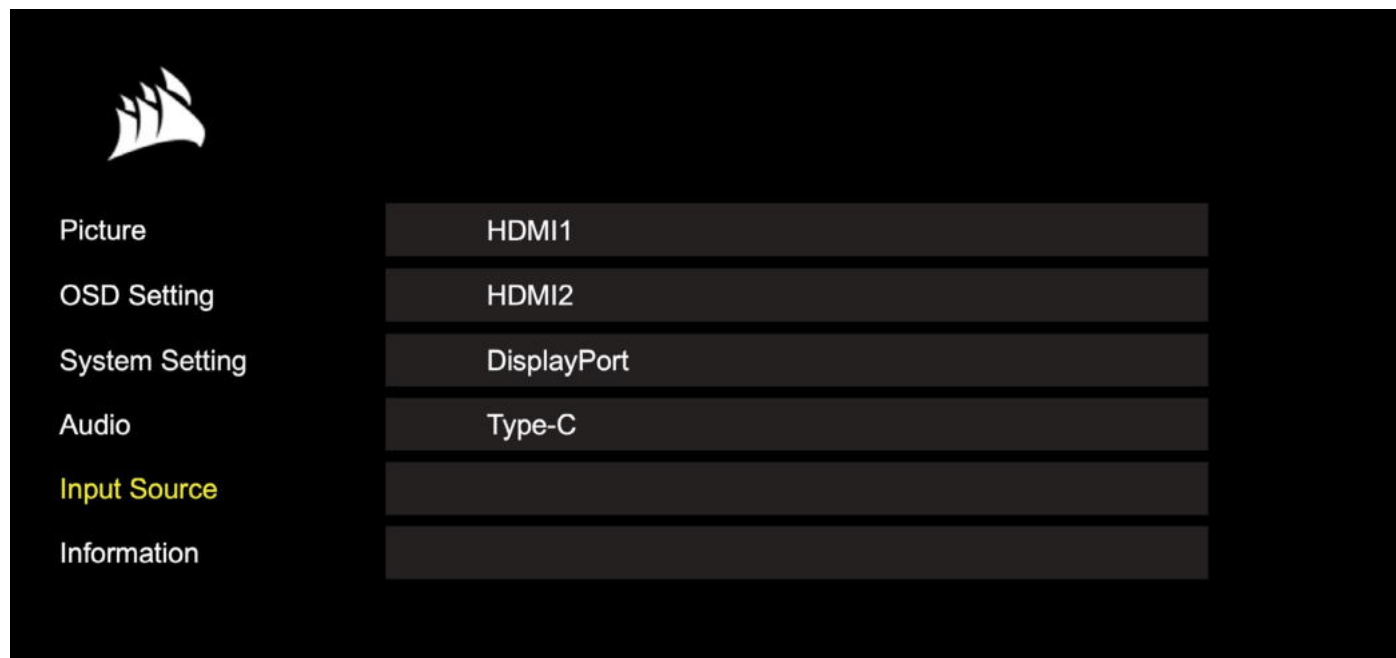 Picture HDMI1
OSD Setting HDMI2
System Setting DisplayPort
Audio Type-C
Input Source
Information